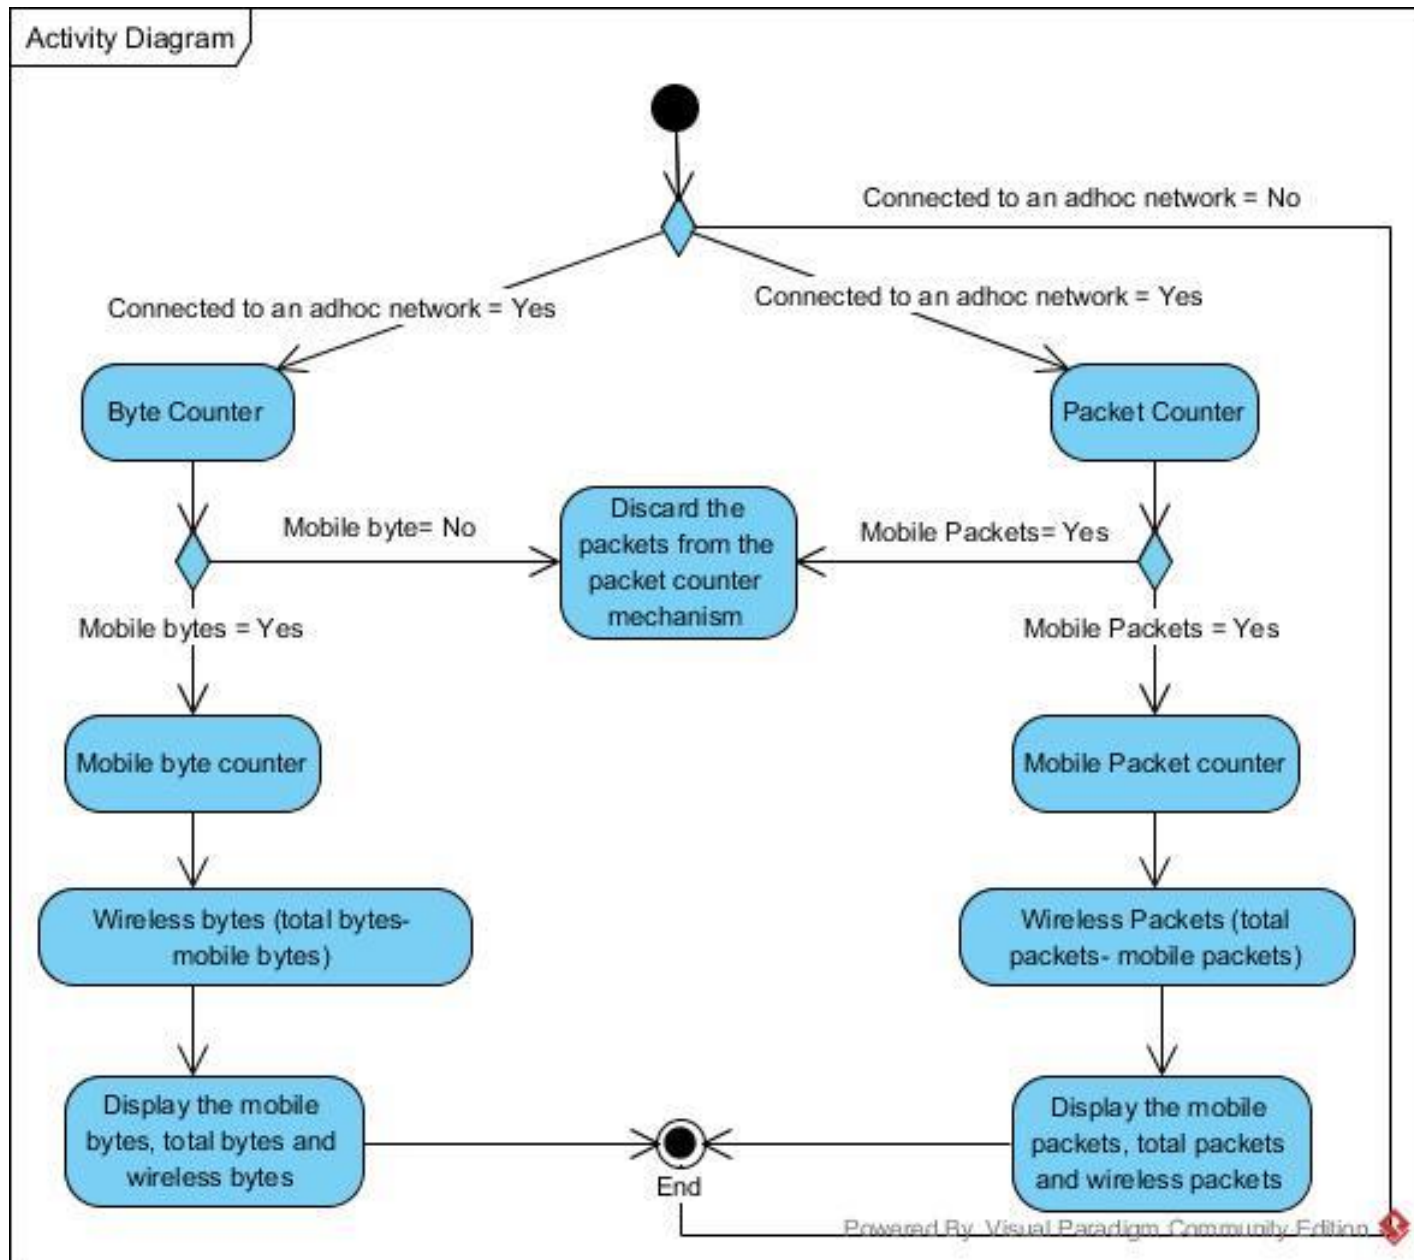 Activity Diagram
Connected to an adhoc network = No
Connected to an adhoc network = Yes
Connected to an adhoc network = Yes
Byte Counter
Packet Counter
Mobile byte= No
Discard the
packets from the
packet counter
mechanism
Mobile Packets= Yes
Mobile bytes = Yes
Mobile Packets = Yes
Mobile byte counter
Mobile Packet counter
Wireless bytes (total bytes-
mobile bytes)
Wireless Packets (total
packets- mobile packets)
Display the mobile
bytes, total bytes and
wireless bytes
End
Display the mobile
packets, total packets
and wireless packets
Powered By Visual Paradigm Community Edition